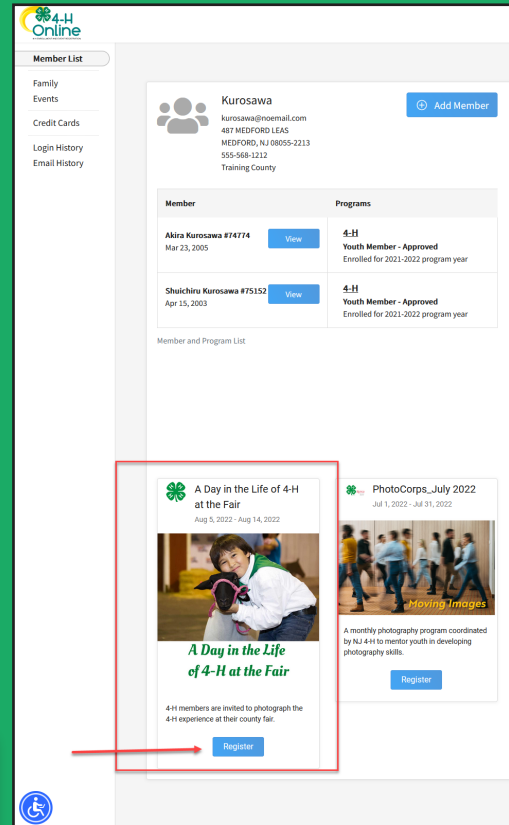 4-H
Online
Member List
Family
Events
Credit Cards
Login History
Email History
Kurosawa
kurosawa@noemail.com
487 MEDFORD LEAS
MEDFORD, NJ 08055-2213
555-568-1212
Training County
Add Member
Member Programs
Akira Kurosawa #74774
Mar 23, 2005
View
4-H
Youth Member - Approved
Enrolled for 2021-2022 program year
Shuichiru Kurosawa #75152
Apr 15, 2003
View
4-H
Youth Member - Approved
Enrolled for 2021-2022 program year
Member and Program List
A Day in the Life of 4-H
at the Fair
Aug 5, 2022 - Aug 14, 2022
A Day in the Life
of 4-H at the Fair
4-H members are invited to photograph the
4-H experience at their county fair.
Register
PhotoCorps_July 2022
Jul 1, 2022 - Jul 31, 2022
Moving Images
A monthly photography program coordinated
by NJ 4-H to mentor youth in developing
photography skills.
Register